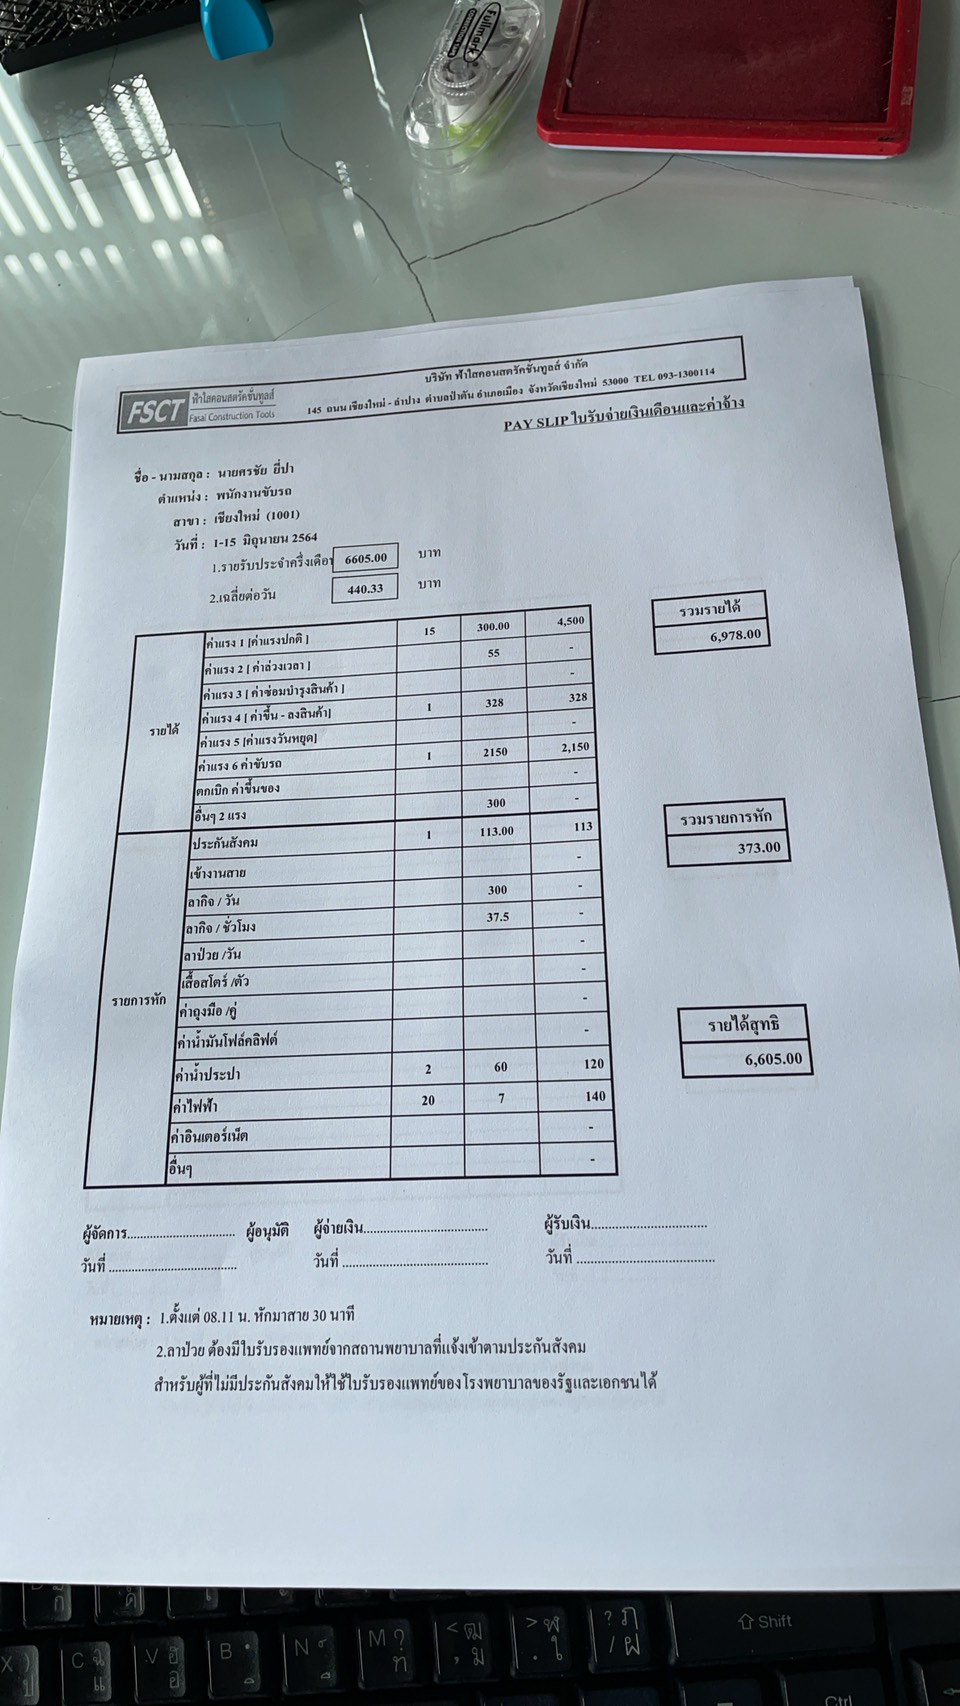 Fullmark
FSCT
ฟ้าใสคอนสตรัคชั่นทูลส์
Fasai Construction Tools
บริษัท ฟ้าใสคอนสตรัคชั่นทูลส์ จำกัด
145 ถนน เชียงใหม่ - ลำปาง ตำบลป่าตัน อำเภอเมือง จังหวัดเชียงใหม่ 53000 TEL 093-1300114
PAY SLIP ใบรับจ่ายเงินเดือนและค่าจ้าง
ชื่อ - นามสกุล : นายศรชัย ยี่ปา
ตำแหน่ง : พนักงานขับรถ
สาขา : เชียงใหม่ (1001)
วันที่ : 1-15 มิถุนายน 2564
1.รายรับประจำครึ่งเดือน 6605.00 บาท
2.เฉลี่ยต่อวัน 440.33 บาท
รวมรายได้
6,978.00
รายได้
ค่าแรง 1 [ค่าแรงปกติ ] 15 300.00 4,500
ค่าแรง 2 [ ค่าล่วงเวลา ] 55 -
ค่าแรง 3 [ ค่าซ่อมบำรุงสินค้า ] -
ค่าแรง 4 [ ค่าขึ้น - ลงสินค้า] 1 328 328
ค่าแรง 5 [ค่าแรงวันหยุด] -
ค่าแรง 6 ค่าขับรถ 1 2150 2,150
ตกเบิก ค่าขึ้นของ -
อื่นๆ 2 แรง 300 -
รวมรายการหัก
373.00
รายการหัก
ประกันสังคม 1 113.00 113
เข้างานสาย -
ลากิจ / วัน 300 -
ลากิจ / ชั่วโมง 37.5 -
ลาป่วย /วัน -
เสื้อสโตร์ /ตัว -
ค่าถุงมือ /คู่ -
ค่าน้ำมันโฟล์คลิฟต์ -
ค่าน้ำประปา 2 60 120
ค่าไฟฟ้า 20 7 140
ค่าอินเตอร์เน็ต -
อื่นๆ -
รายได้สุทธิ
6,605.00
ผู้จัดการ................................ ผู้อนุมัติ ผู้จ่ายเงิน..................................... ผู้รับเงิน...................................
วันที่ ...................................... วันที่ ........................................... วันที่ .........................................
หมายเหตุ : 1.ตั้งแต่ 08.11 น. หักมาสาย 30 นาที
2.ลาป่วย ต้องมีใบรับรองแพทย์จากสถานพยาบาลที่แจ้งเข้าตามประกันสังคม
สำหรับผู้ที่ไม่มีประกันสังคมให้ใช้ใบรับรองแพทย์ของโรงพยาบาลของรัฐและเอกชนได้
X C V B N M < , > . ? / Shift
Ctrl